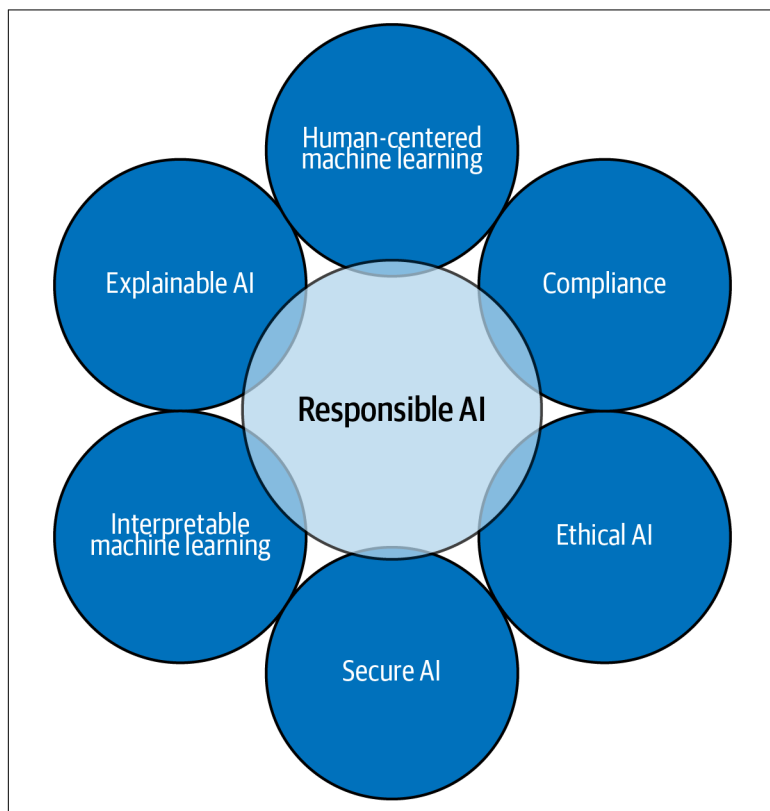 Human-centered
machine learning
Explainable AI
Compliance
Responsible AI
Interpretable
machine learning
Ethical AI
Secure AI